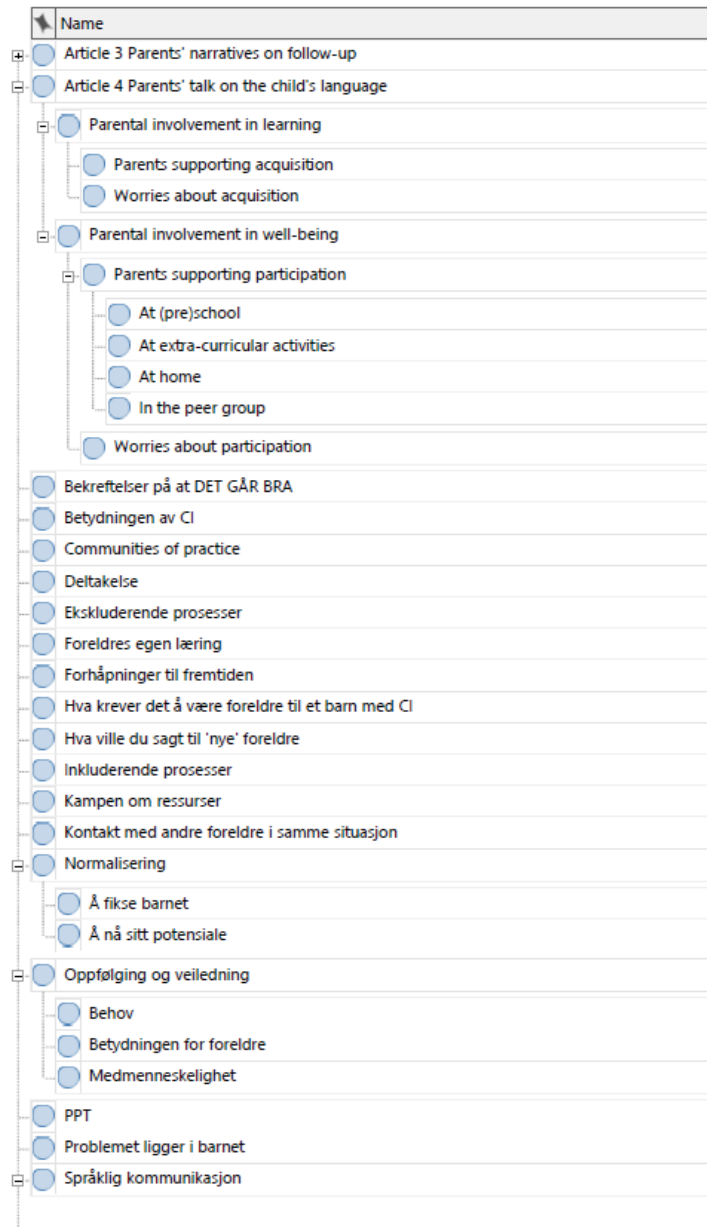 Name
Article 3 Parents' narratives on follow-up
Article 4 Parents' talk on the child's language
Parental involvement in learning
Parents supporting acquisition
Worries about acquisition
Parental involvement in well-being
Parents supporting participation
At (pre)school
At extra-curricular activities
At home
In the peer group
Worries about participation
Bekreftelser på at DET GÅR BRA
Betydningen av CI
Communities of practice
Deltakelse
Ekskluderende prosesser
Foreldres egen læring
Forhåpninger til fremtiden
Hva krever det å være foreldre til et barn med CI
Hva ville du sagt til 'nye' foreldre
Inkluderende prosesser
Kampen om ressurser
Kontakt med andre foreldre i samme situasjon
Normalisering
Å fikse barnet
Å nå sitt potensiale
Oppfølging og veiledning
Behov
Betydningen for foreldre
Medmenneskelighet
PPT
Problemet ligger i barnet
Språklig kommunikasjon